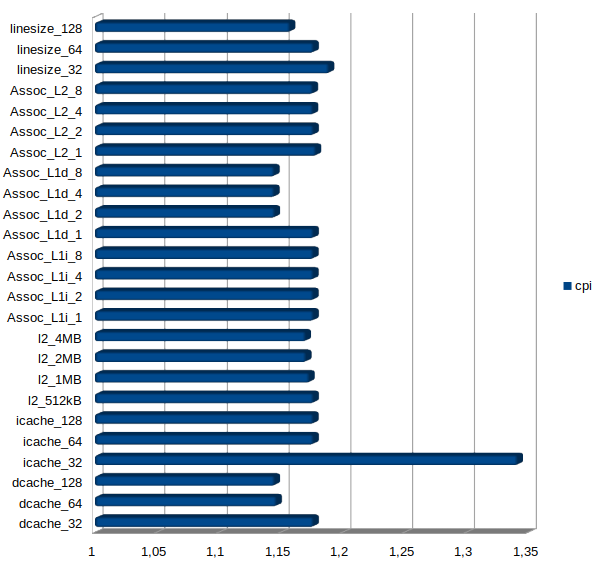 linesize_128
linesize_64
linesize_32
Assoc_L2_8
Assoc_L2_4
Assoc_L2_2
Assoc_L2_1
Assoc_L1d_8
Assoc_L1d_4
Assoc_L1d_2
Assoc_L1d_1
Assoc_L1i_8
Assoc_L1i_4
Assoc_L1i_2
Assoc_L1i_1
l2_4MB
l2_2MB
l2_1MB
l2_512kB
icache_128
icache_64
icache_32
dcache_128
dcache_64
dcache_32
1 1,05 1,1 1,15 1,2 1,25 1,3 1,35
cpi